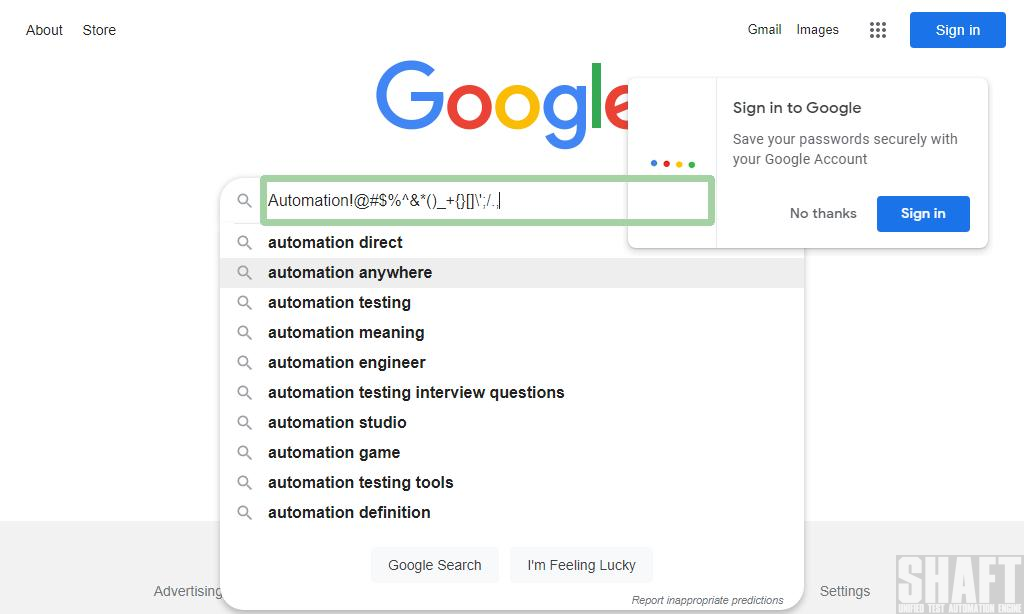 About Store
Gmail Images
Sign in
Google
Sign in to Google
Save your passwords securely with
your Google Account
No thanks
Sign in
Automation!@#$%^&*()_+{}[]\';/.,
automation direct
automation anywhere
automation testing
automation meaning
automation engineer
automation testing interview questions
automation studio
automation game
automation testing tools
automation definition
Google Search
I'm Feeling Lucky
Report inappropriate predictions
Advertising
Settings
SHAFT
UNIFIED TEST AUTOMATION ENGINE